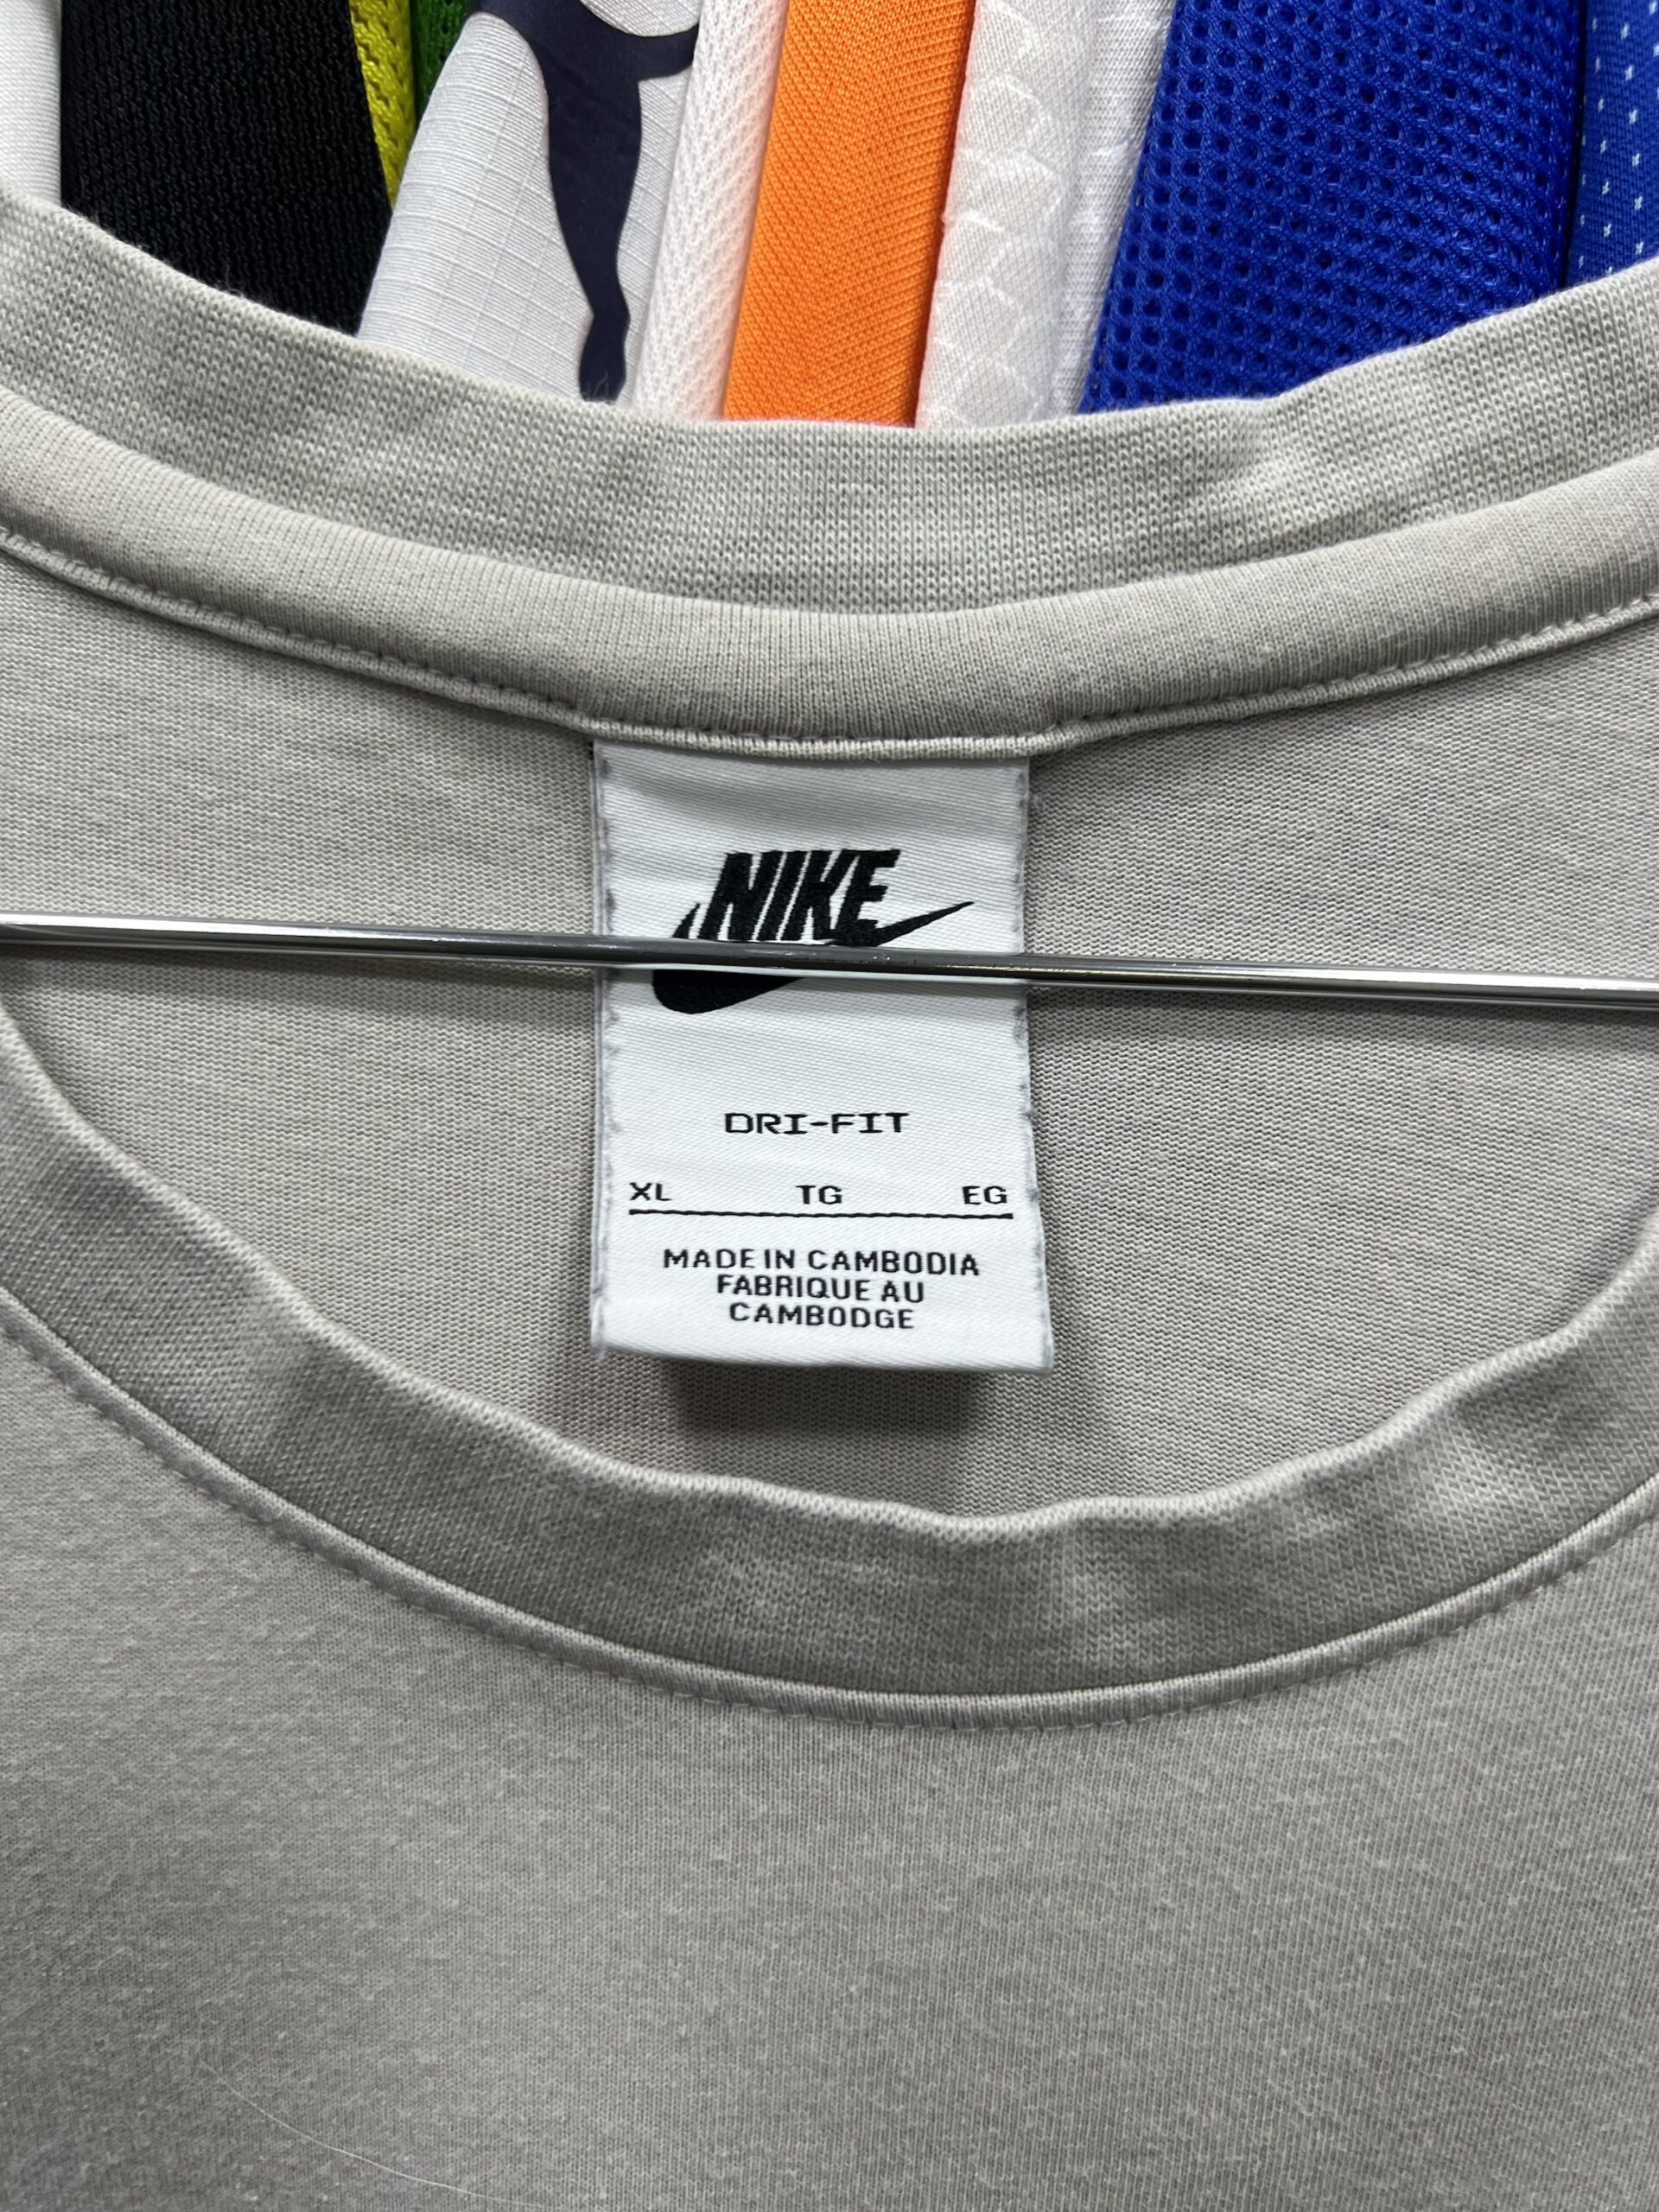 NIKE
DRI-FIT
XL TG EG
MADE IN CAMBODIA
FABRIQUE AU
CAMBODGE